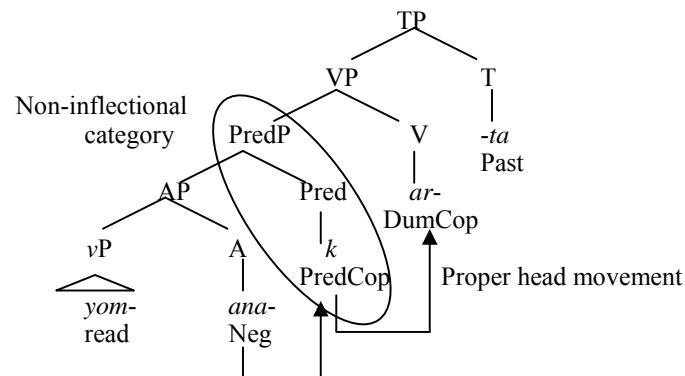 TP
VP T
Non-inflectional
category
PredP V -ta
Past
AP Pred ar-
DumCop
vP A k
PredCop Proper head movement
yom- ana-
read Neg